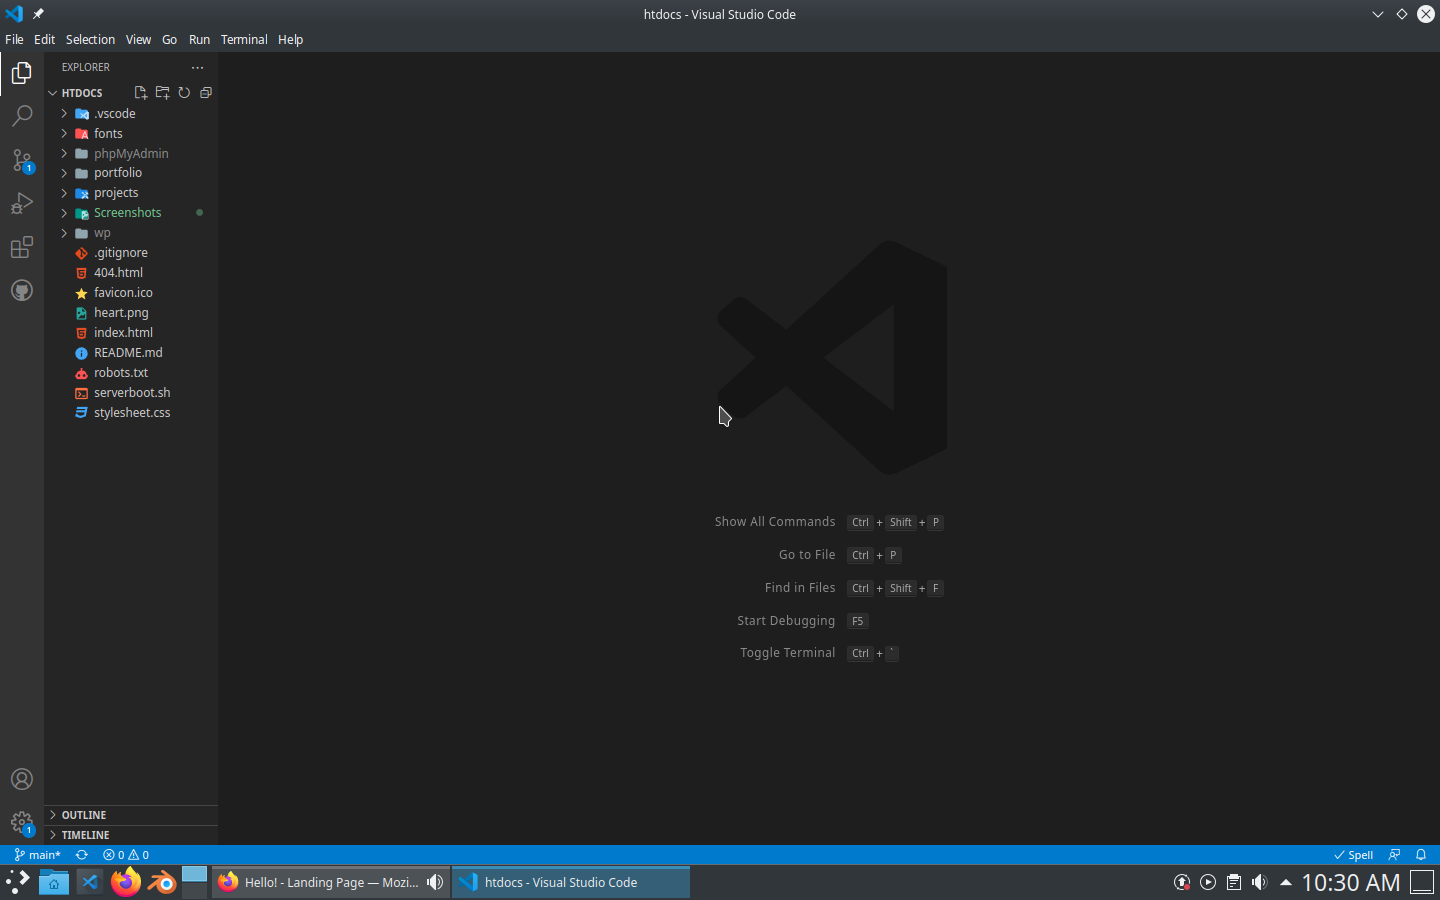 htdocs - Visual Studio Code
File Edit Selection View Go Run Terminal Help
EXPLORER
HTDOCS
.vscode
fonts
phpMyAdmin
portfolio
projects
Screenshots
wp
.gitignore
404.html
favicon.ico
heart.png
index.html
README.md
robots.txt
serverboot.sh
stylesheet.css
1
Show All Commands Ctrl + Shift + P
Go to File Ctrl + P
Find in Files Ctrl + Shift + F
Start Debugging F5
Toggle Terminal Ctrl + `
OUTLINE
1
TIMELINE
main* 0 0 Spell
Hello! - Landing Page — Mozi... htdocs - Visual Studio Code 10:30 AM